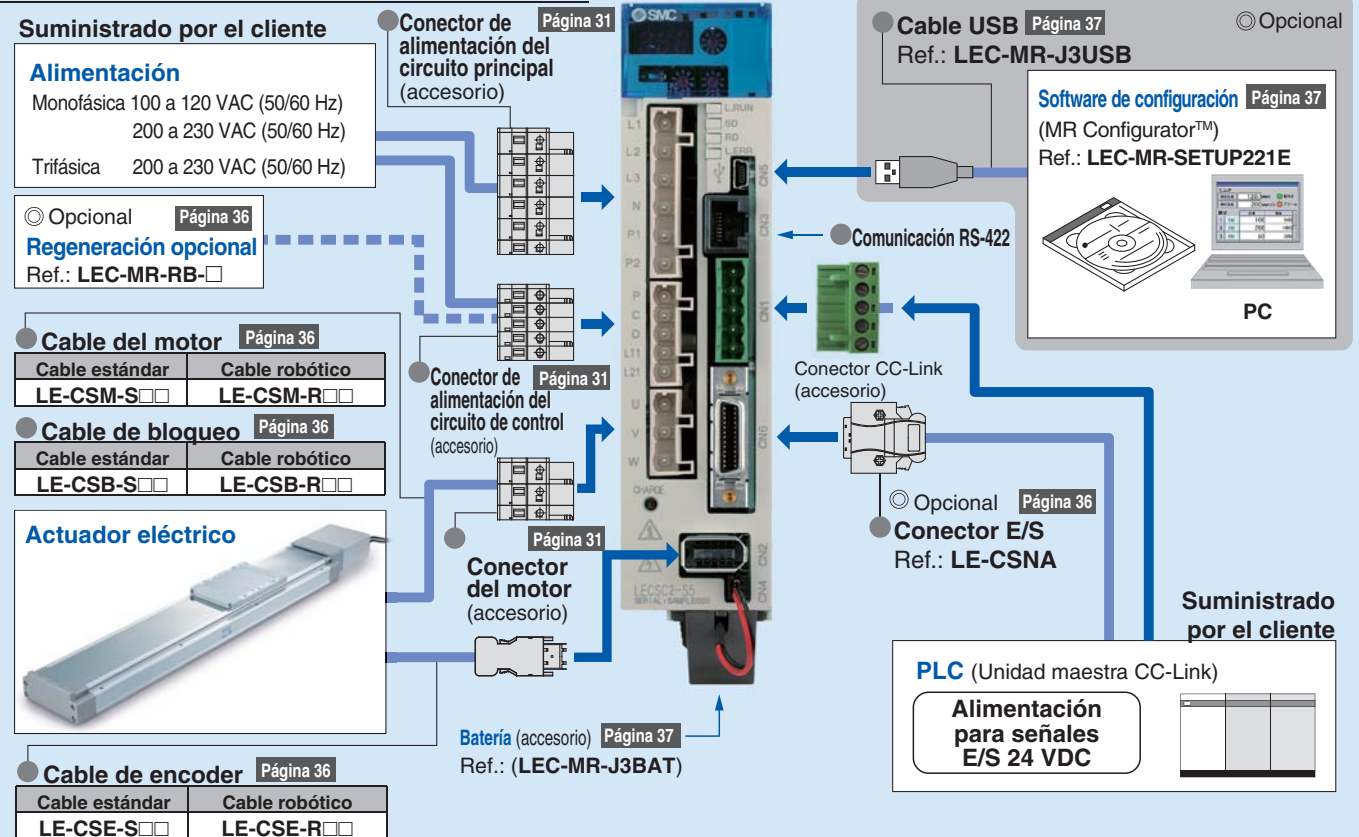 Suministrado por el cliente
Alimentación
Monofásica 100 a 120 VAC (50/60 Hz)
200 a 230 VAC (50/60 Hz)
Trifásica 200 a 230 VAC (50/60 Hz)
◎ Opcional Página 36
Regeneración opcional
Ref.: LEC-MR-RB-□
Cable del motor Página 36
Cable estándar Cable robótico
LE-CSM-S□□ LE-CSM-R□□
Cable de bloqueo Página 36
Cable estándar Cable robótico
LE-CSB-S□□ LE-CSB-R□□
Actuador eléctrico
Cable de encoder Página 36
Cable estándar Cable robótico
LE-CSE-S□□ LE-CSE-R□□
Conector de Página 31
alimentación del
circuito principal
(accesorio)
Conector de Página 31
alimentación del
circuito de control
(accesorio)
Página 31
Conector
del motor
(accesorio)
Batería (accesorio) Página 37
Ref.: (LEC-MR-J3BAT)
SMC
L.RUN
SD
RD
L.ERR
L1
L2
L3
N
P1
P2
P
C
D
L11
L21
U
V
W
CHARGE
CN5
CN3
CN1
CN6
CN2
CN4
LECSC2-S5
Cable USB Página 37
Ref.: LEC-MR-J3USB
◎ Opcional
Software de configuración Página 37
(MR Configurator™)
Ref.: LEC-MR-SETUP221E
PC
Comunicación RS-422
Conector CC-Link
(accesorio)
◎ Opcional Página 36
Conector E/S
Ref.: LE-CSNA
Suministrado
por el cliente
PLC (Unidad maestra CC-Link)
Alimentación
para señales
E/S 24 VDC